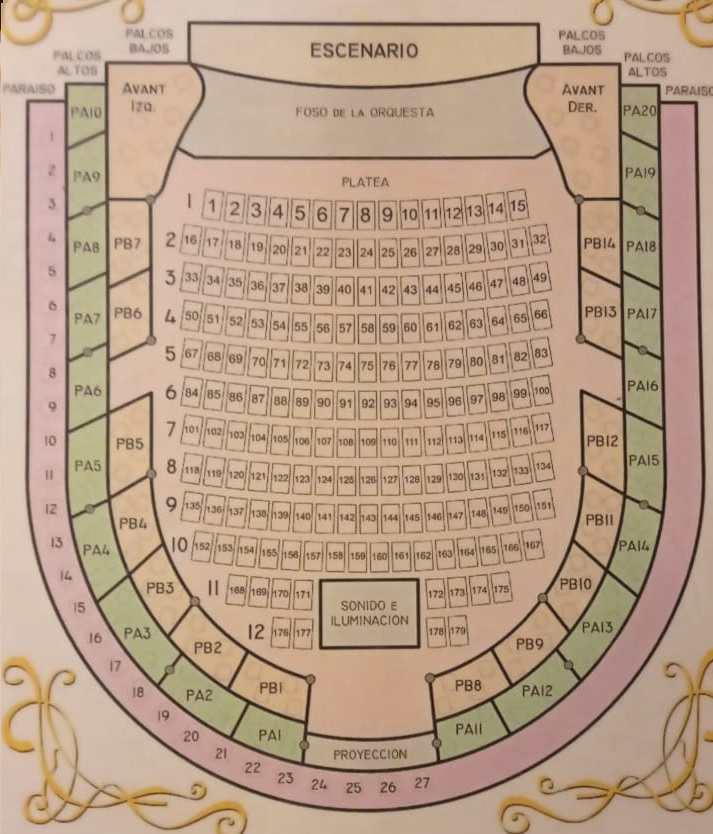 ESCENARIO
PALCOS BAJOS
PALCOS BAJOS
PALCOS ALTOS
PALCOS ALTOS
PARAISO
PARAISO
AVANT IZQ.
AVANT DER.
FOSO DE LA ORQUESTA
PLATEA
1 1 2 3 4 5 6 7 8 9 10 11 12 13 14 15
2 16 17 18 19 20 21 22 23 24 25 26 27 28 29 30 31 32
3 33 34 35 36 37 38 39 40 41 42 43 44 45 46 47 48 49
4 50 51 52 53 54 55 56 57 58 59 60 61 62 63 64 65 66
5 67 68 69 70 71 72 73 74 75 76 77 78 79 80 81 82 83
6 84 85 86 87 88 89 90 91 92 93 94 95 96 97 98 99 100
7 101 102 103 104 105 106 107 108 109 110 111 112 113 114 115 116 117
8 118 119 120 121 122 123 124 125 126 127 128 129 130 131 132 133 134
9 135 136 137 138 139 140 141 142 143 144 145 146 147 148 149 150 151
10 152 153 154 155 156 157 158 159 160 161 162 163 164 165 166 167
11 168 169 170 171 172 173 174 175
12 176 177 178 179
SONIDO E
ILUMINACION
PROYECCION
PA10
PA9
PA8
PA7
PA6
PA5
PA4
PA3
PA2
PA1
PB7
PB6
PB5
PB4
PB3
PB2
PB1
PB14
PB13
PB12
PB11
PB10
PB9
PB8
PA20
PA19
PA18
PA17
PA16
PA15
PA14
PA13
PA12
PA11
1
2
3
4
5
6
7
8
9
10
11
12
13
14
15
16
17
18
19
20
21
22
23
24
25
26
27